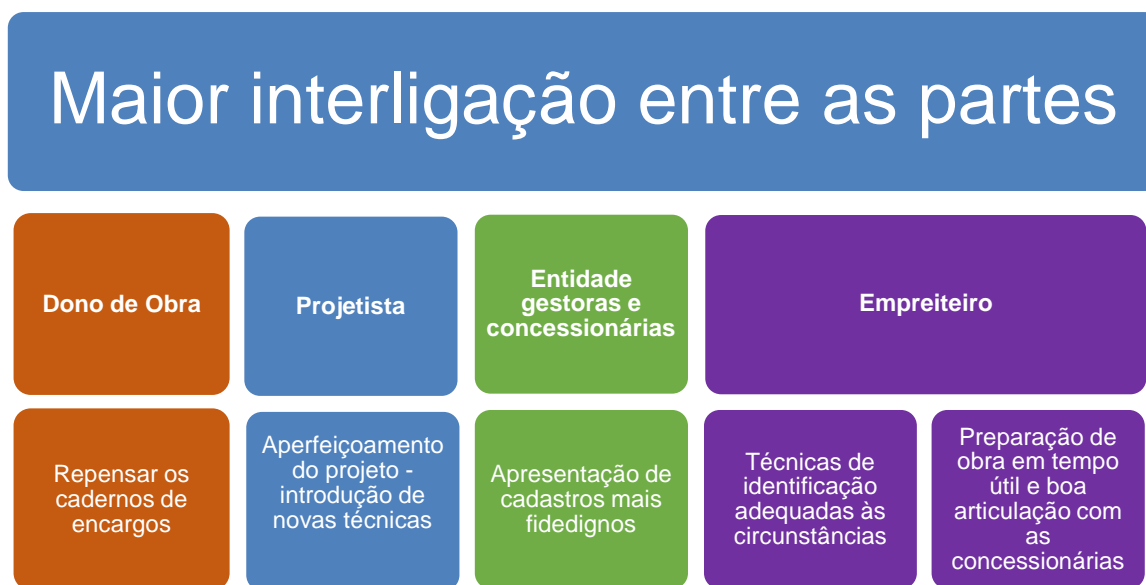 Maior interligação entre as partes
Dono de Obra
Projetista
Entidade
gestoras e
concessionárias
Empreiteiro
Repensar os
cadernos de
encargos
Aperfeiçoamento
do projeto -
introdução de
novas técnicas
Apresentação de
cadastros mais
fidedignos
Técnicas de
identificação
adequadas às
circunstâncias
Preparação de
obra em tempo
útil e boa
articulação com
as
concessionárias